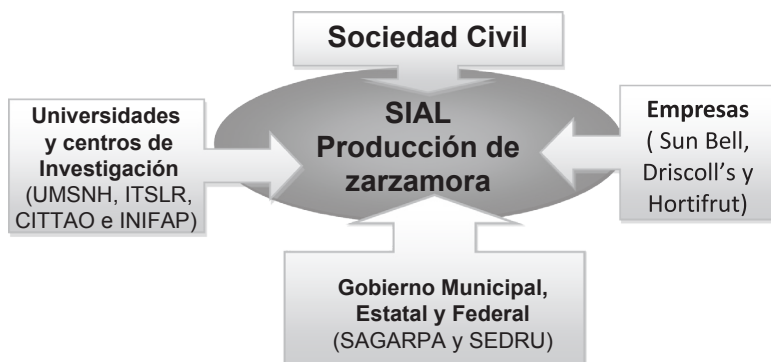 Sociedad Civil
SIAL
Producción de
zarzamora
Universidades
y centros de
Investigación
(UMSNH, ITSLR,
CITTAO e INIFAP)
Empresas
( Sun Bell,
Driscoll’s y
Hortifrut)
Gobierno Municipal,
Estatal y Federal
(SAGARPA y SEDRU)